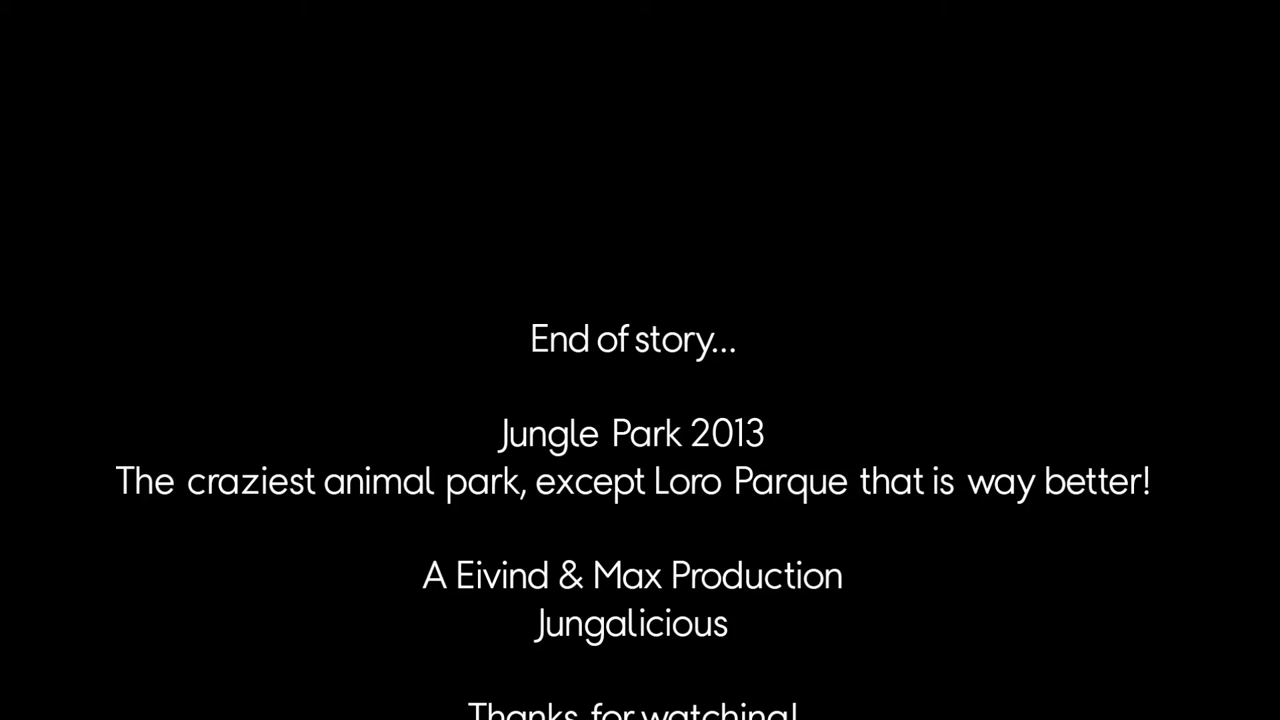 End of story...
Jungle Park 2013
The craziest animal park, except Loro Parque that is way better!
A Eivind & Max Production
Jungalicious
Thanks for watching!